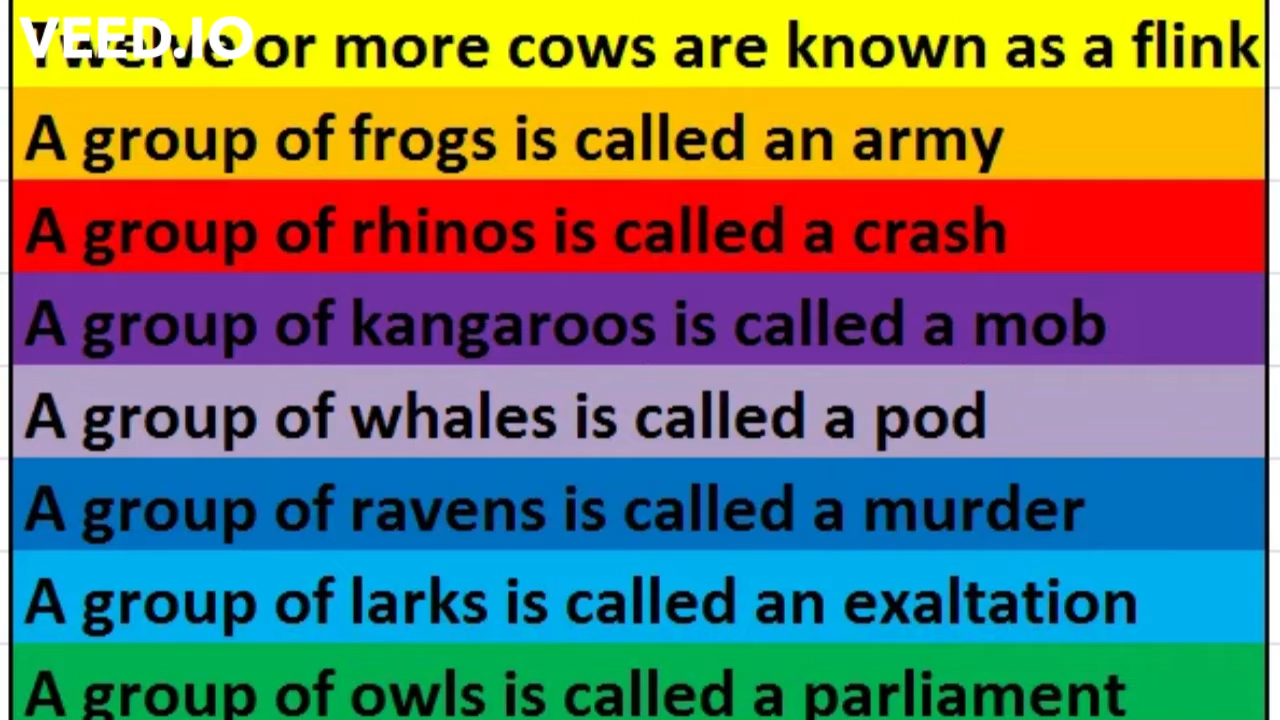 VEED.IO
Twelve or more cows are known as a flink
A group of frogs is called an army
A group of rhinos is called a crash
A group of kangaroos is called a mob
A group of whales is called a pod
A group of ravens is called a murder
A group of larks is called an exaltation
A group of owls is called a parliament